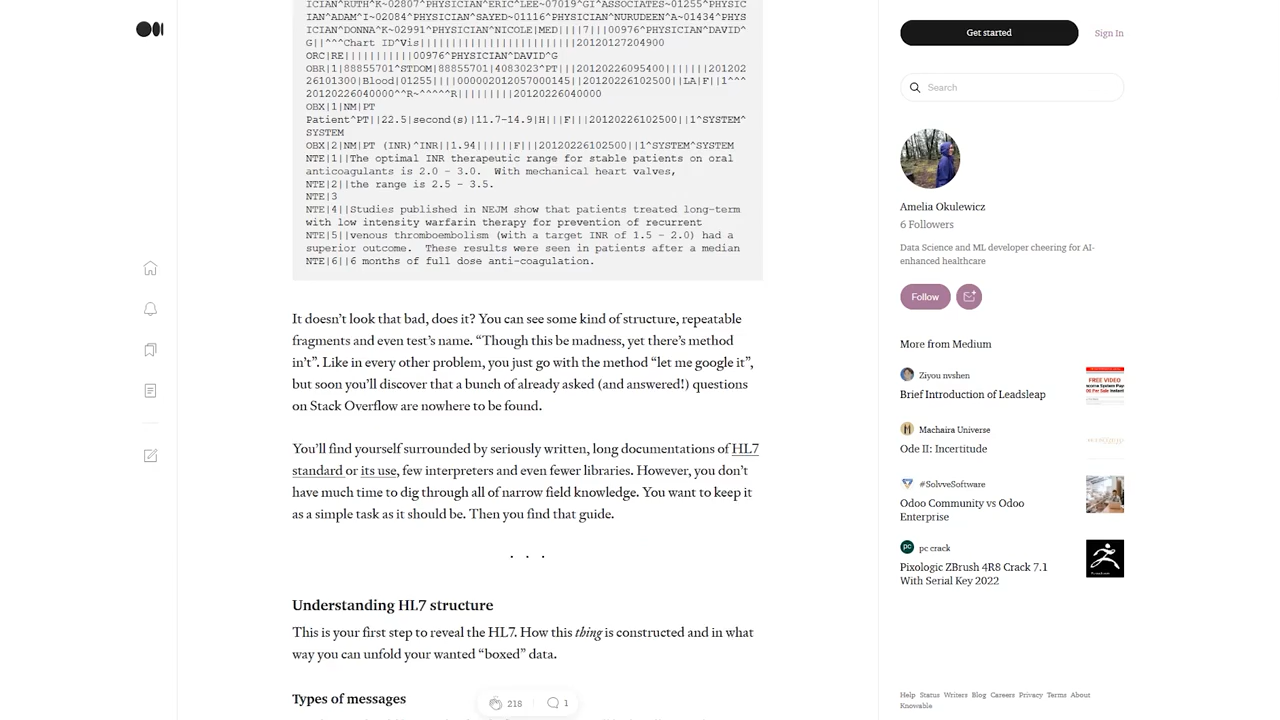 ICIAN^RUTH^K~02807^PHYSICIAN^ERIC^LEE~07019^GI^ASSOCIATES~01255^PHYSIC
IAN^ADAM^I~02084^PHYSICIAN^SAYED~01116^PHYSICIAN^NURUDEEN^A~01434^PHYS
ICIAN^DONNA^K~02991^PHYSICIAN^NICOLE|MED||||7|||00976^PHYSICIAN^DAVID^
G||^^^Chart ID^Vis|||||||||||||||||||||||||20120127204900
ORC|RE||||||||||00976^PHYSICIAN^DAVID^G
OBR|1|88855701^STDOM|88855701|4083023^PT|||20120226095400|||||||201202
26101300|Blood|01255||||000002012057000145||20120226102500||LA|F||1^^^
20120226040000^^R~^^^^^R|||||||||20120226040000
OBX|1|NM|PT
Patient^PT||22.5|second(s)|11.7-14.9|H|||F|||20120226102500||1^SYSTEM^
SYSTEM
OBX|2|NM|PT (INR)^INR||1.94||||||F|||20120226102500||1^SYSTEM^SYSTEM
NTE|1||The optimal INR therapeutic range for stable patients on oral
anticoagulants is 2.0 - 3.0.  With mechanical heart valves,
NTE|2||the range is 2.5 - 3.5.
NTE|3
NTE|4||Studies published in NEJM show that patients treated long-term
with low intensity warfarin therapy for prevention of recurrent
NTE|5||venous thromboembolism (with a target INR of 1.5 - 2.0) had a
superior outcome.  These results were seen in patients after a median
NTE|6||6 months of full dose anti-coagulation.
It doesn’t look that bad, does it? You can see some kind of structure, repeatable
fragments and even test’s name. “Though this be madness, yet there’s method
in’t”. Like in every other problem, you just go with the method “let me google it”,
but soon you’ll discover that a bunch of already asked (and answered!) questions
on Stack Overflow are nowhere to be found.
You’ll find yourself surrounded by seriously written, long documentations of HL7
standard or its use, few interpreters and even fewer libraries. However, you don’t
have much time to dig through all of narrow field knowledge. You want to keep it
as a simple task as it should be. Then you find that guide.
. . .
Understanding HL7 structure
This is your first step to reveal the HL7. How this thing is constructed and in what
way you can unfold your wanted “boxed” data.
Types of messages
218
1
Get started
Sign In
Search
Amelia Okulewicz
6 Followers
Data Science and ML developer cheering for AI-
enhanced healthcare
Follow
More from Medium
Ziyou nvshen
Brief Introduction of Leadsleap
FREE VIDEO
Machaira Universe
Ode II: Incertitude
#SolvveSoftware
Odoo Community vs Odoo
Enterprise
pc
pc crack
Pixologic ZBrush 4R8 Crack 7.1
With Serial Key 2022
Help Status Writers Blog Careers Privacy Terms About
Knowable